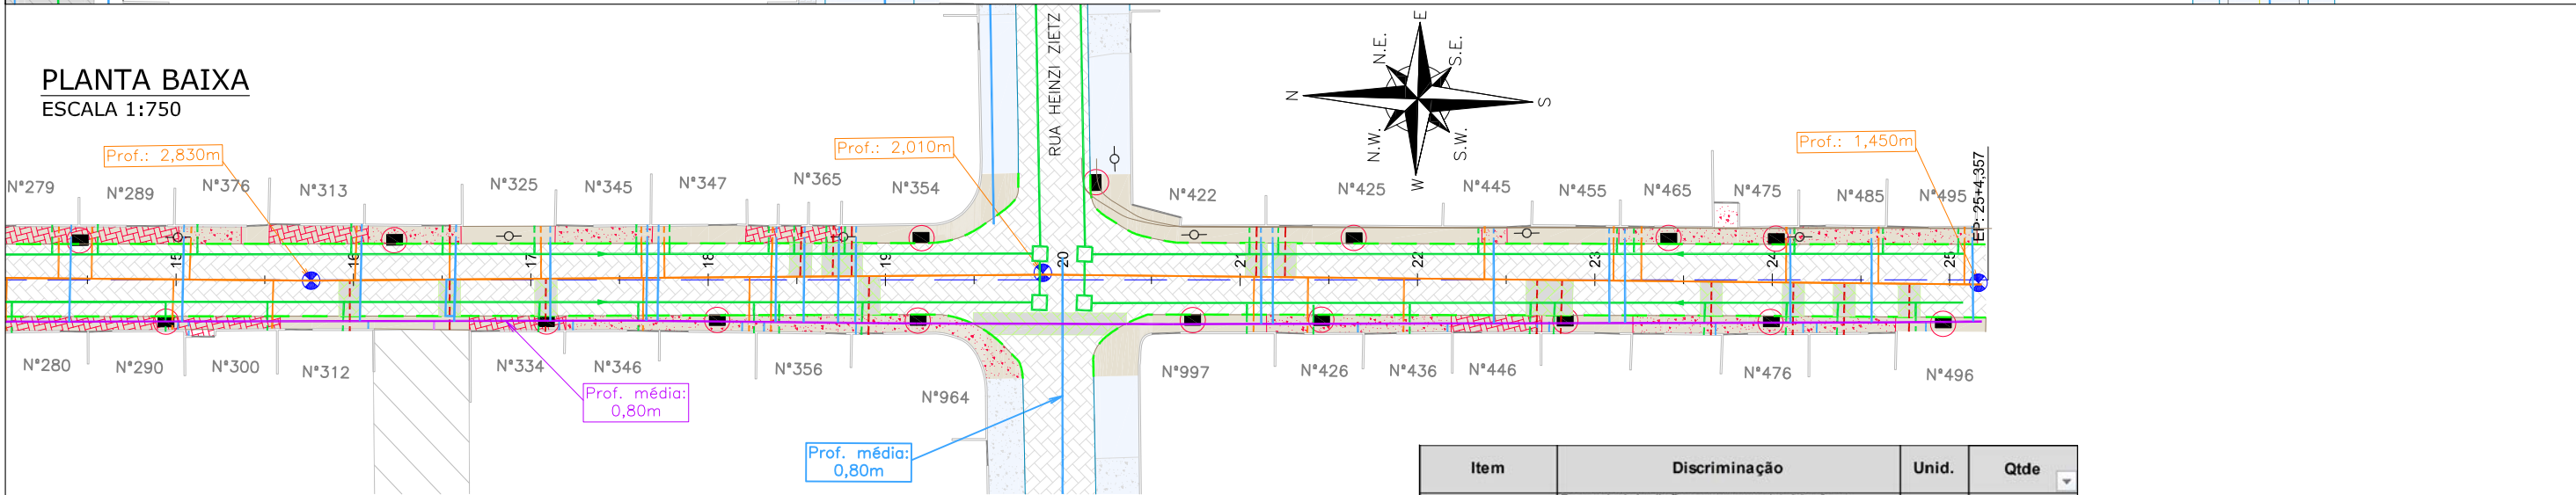 PLANTA BAIXA
ESCALA 1:750
RUA HEINZI ZIETZ
E
N.E.
S.E.
N
S
N.W.
S.W.
W
Prof.: 2,830m
Prof.: 2,010m
Prof.: 1,450m
N°279
N°289
N°376
N°313
N°325
N°345
N°347
N°365
N°354
N°422
N°425
N°445
N°455
N°465
N°475
N°485
N°495
EP: 25+4,357
15
16
17
18
19
20
21
22
23
24
25
N°280
N°290
N°300
N°312
N°334
N°346
N°356
N°964
N°997
N°426
N°436
N°446
N°476
N°496
Prof. média:
0,80m
Prof. média:
0,80m
Item Discriminação Unid. Qtde